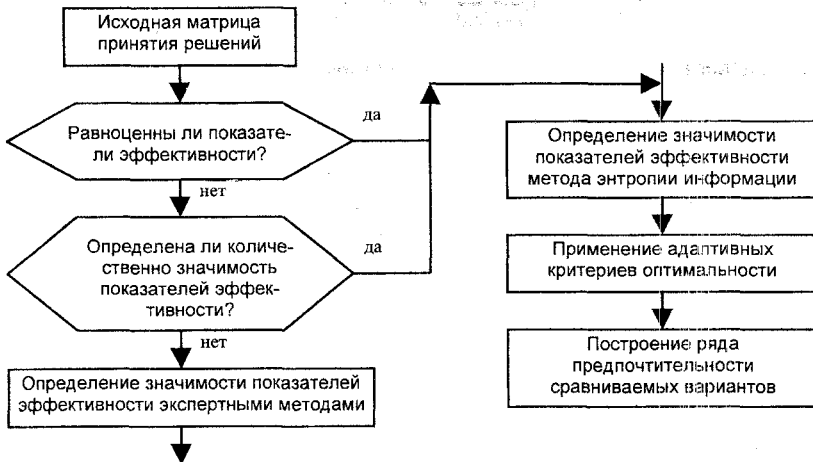 Исходная матрица
принятия решений
да
Равноценны ли показате-
ли эффективности?
нет
Определена ли количе-
ственно значимость
показателей эффек-
тивности?
да
нет
Определение значимости показателей
эффективности экспертными методами
Определение значимости
показателей эффективности
метода энтропии информации
Применение адаптивных
критериев оптимальности
Построение ряда
предпочтительности
сравниваемых вариантов